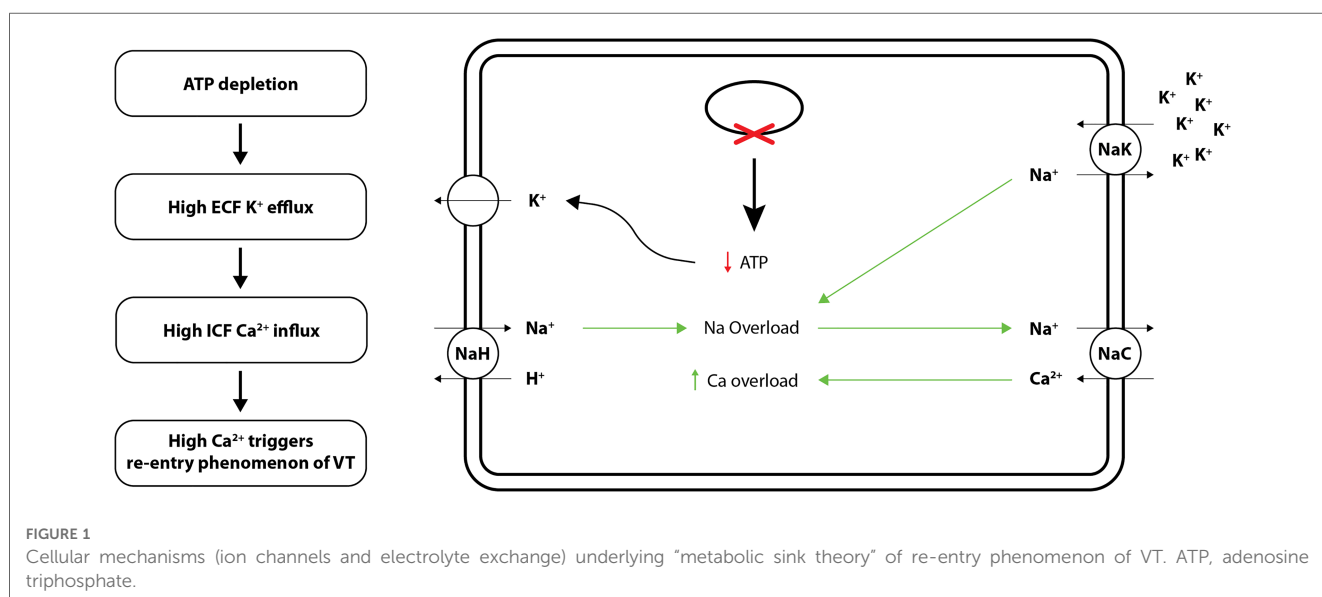 ATP depletion
High ECF K⁺ efflux
High ICF Ca²⁺ influx
High Ca²⁺ triggers
re-entry phenomenon of VT
K⁺
↓ ATP
Na⁺
Na Overload
NaH
H⁺
↑ Ca overload
K⁺
K⁺
K⁺
K⁺
K⁺
K⁺ K⁺
NaK
Na⁺
Na⁺
NaC
Ca²⁺
FIGURE 1
Cellular mechanisms (ion channels and electrolyte exchange) underlying “metabolic sink theory” of re-entry phenomenon of VT. ATP, adenosine
triphosphate.